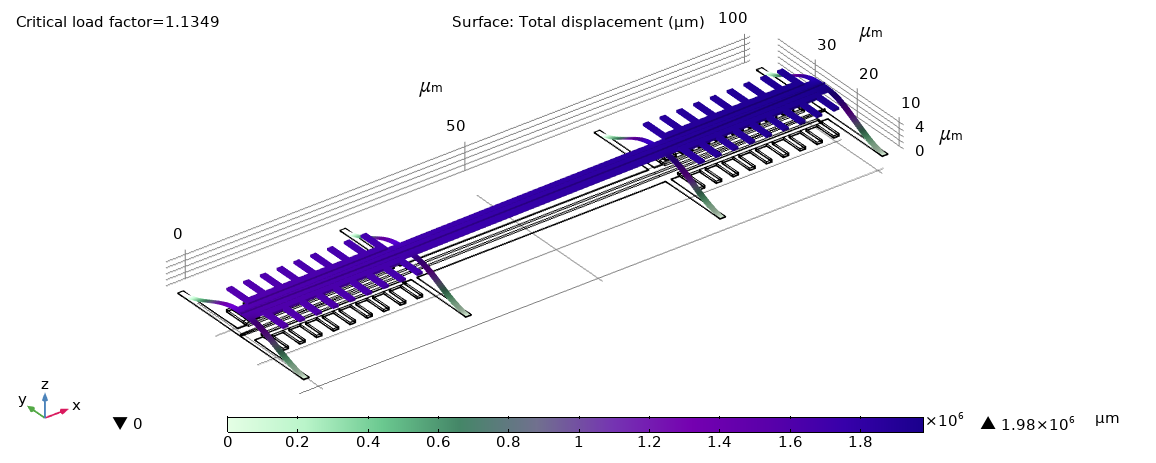 Critical load factor=1.1349
Surface: Total displacement (μm)
100
μm
30
μm
20
50
10
4
μm
0
0
z
y
x
▼ 0
×10⁶
▲ 1.98×10⁶
μm
0 0.2 0.4 0.6 0.8 1 1.2 1.4 1.6 1.8